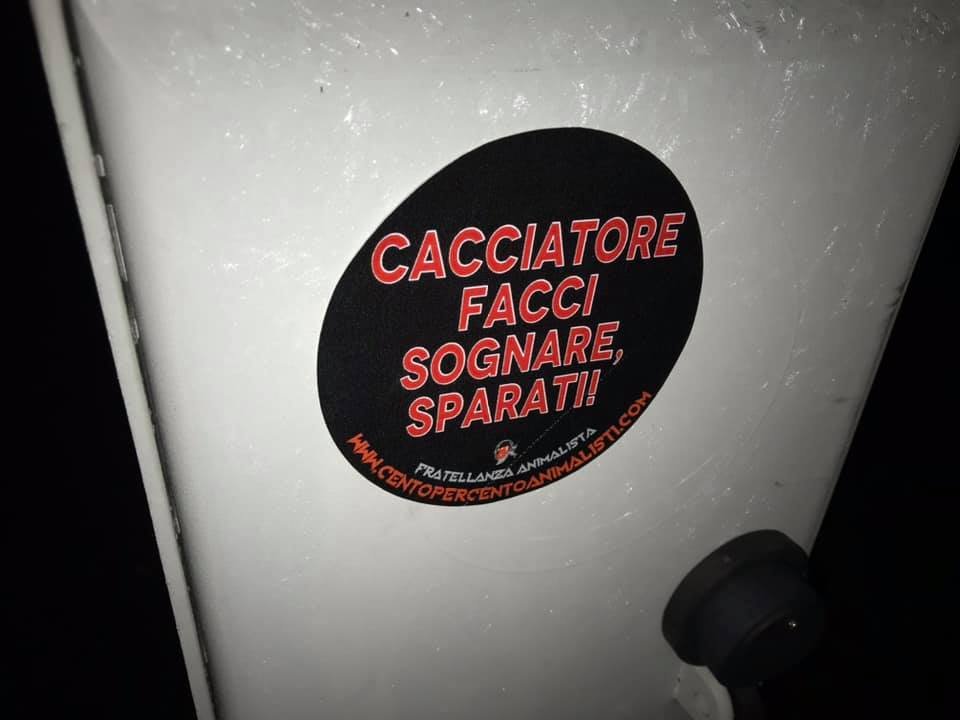 CACCIATORE
FACCI
SOGNARE,
SPARATI!
FRATELLANZA ANIMALISTA
WWW.CENTOPERCENTOANIMALISTI.COM